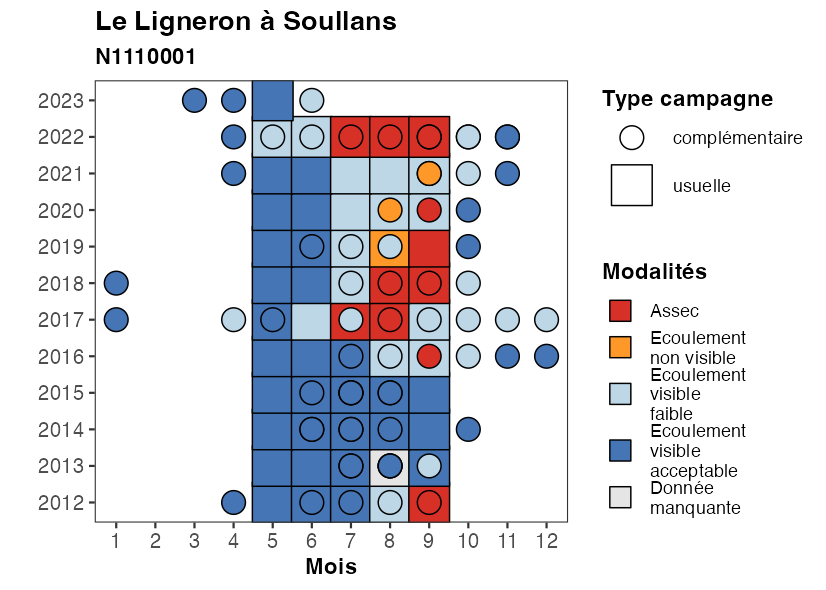 Le Ligneron à Soullans
N1110001
2023
2022
2021
2020
2019
2018
2017
2016
2015
2014
2013
2012
1 2 3 4 5 6 7 8 9 10 11 12
Mois
Type campagne
complémentaire
usuelle
Modalités
Assec
Ecoulement
non visible
Ecoulement
visible
faible
Ecoulement
visible
acceptable
Donnée
manquante